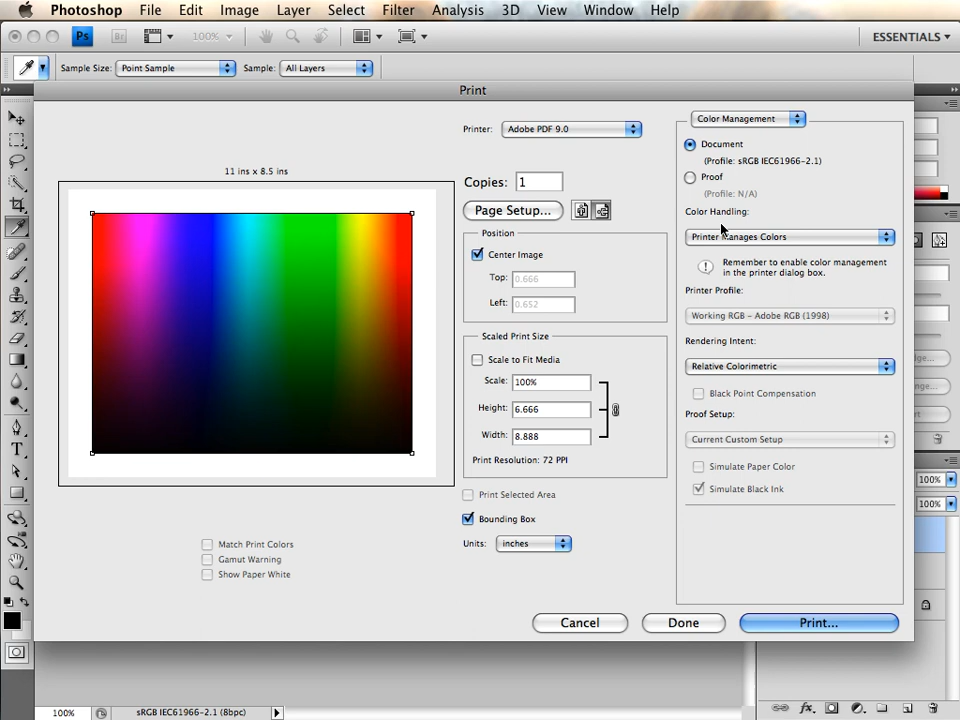 Photoshop File Edit Image Layer Select Filter Analysis 3D View Window Help
Ps Br 100% ESSENTIALS
Sample Size: Point Sample Sample: All Layers
Print
Printer: Adobe PDF 9.0
11 ins x 8.5 ins
Copies: 1
Page Setup...
Position
Center Image
Top: 0.666
Left: 0.652
Scaled Print Size
Scale to Fit Media
Scale: 100%
Height: 6.666
Width: 8.888
Print Resolution: 72 PPI
Print Selected Area
Bounding Box
Units: inches
Match Print Colors
Gamut Warning
Show Paper White
Color Management
Document
(Profile: sRGB IEC61966-2.1)
Proof
(Profile: N/A)
Color Handling:
Printer Manages Colors
Remember to enable color management
in the printer dialog box.
Printer Profile:
Working RGB - Adobe RGB (1998)
Rendering Intent:
Relative Colorimetric
Black Point Compensation
Proof Setup:
Current Custom Setup
Simulate Paper Color
Simulate Black Ink
Cancel Done Print...
100%
100%
T
fx
100% sRGB IEC61966-2.1 (8bpc)